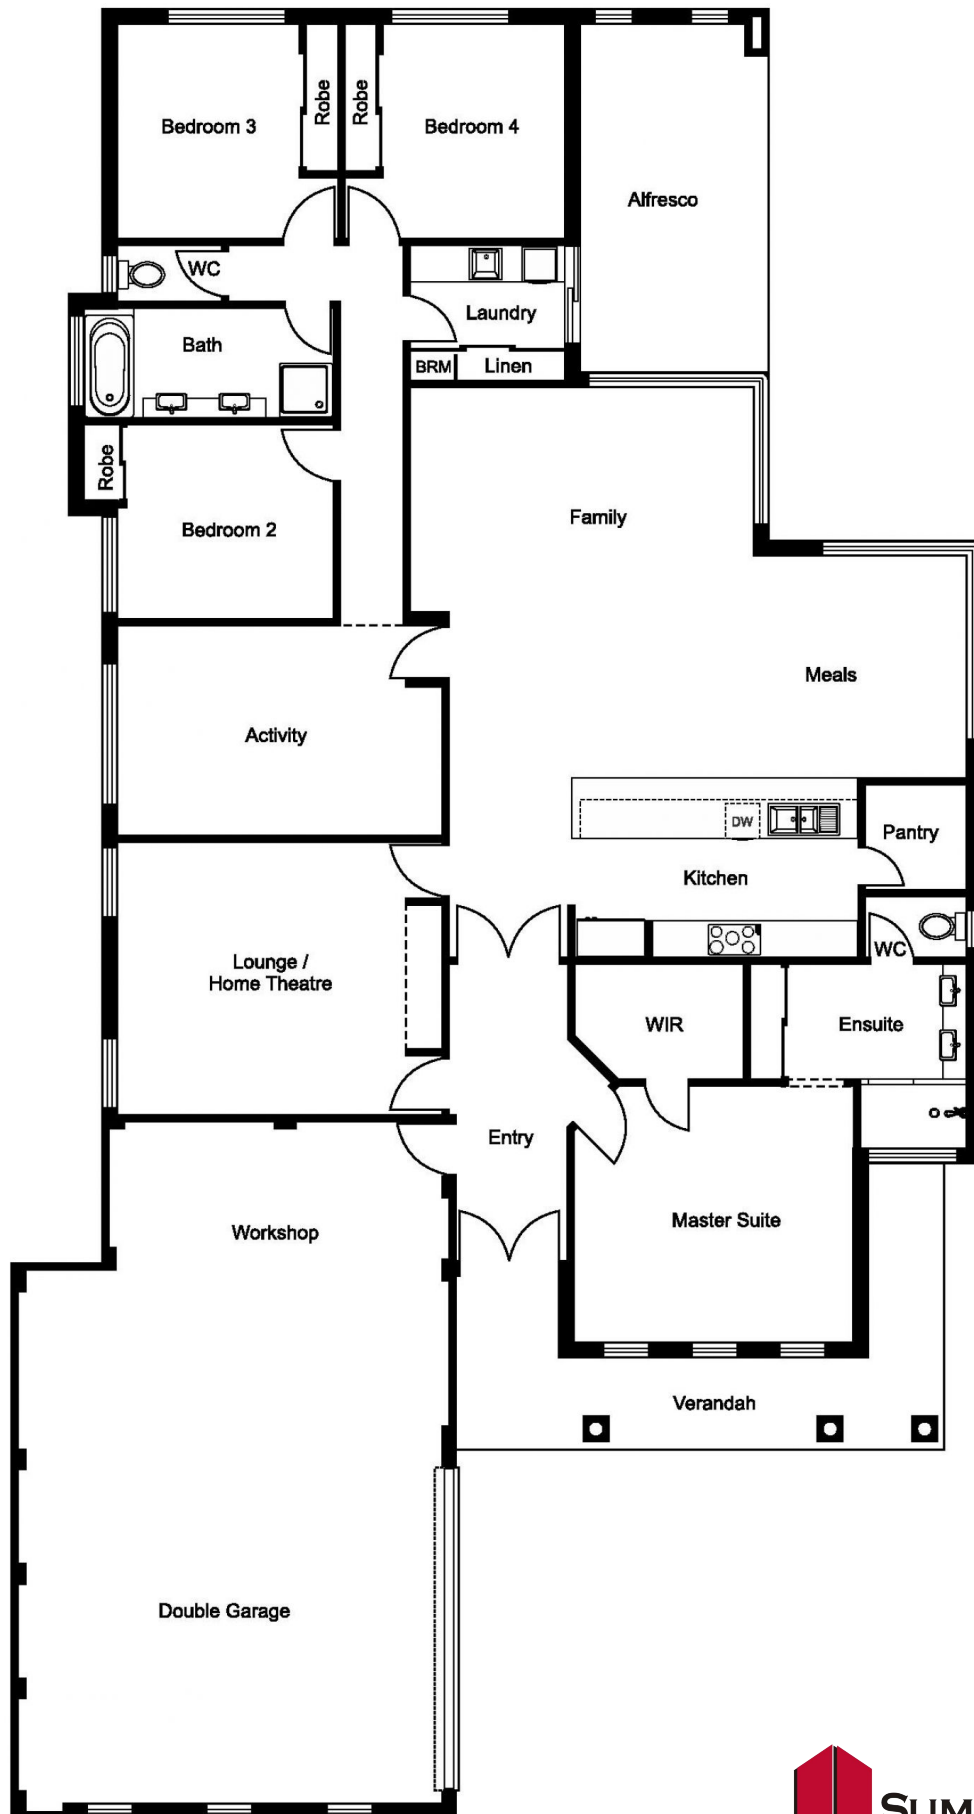 Bedroom 3
Robe
Robe
Bedroom 4
Alfresco
WC
Laundry
Bath
BRM
Linen
Robe
Bedroom 2
Family
Meals
Activity
DW
Pantry
Kitchen
WC
Lounge /
Home Theatre
WIR
Ensuite
Entry
Master Suite
Workshop
Verandah
Double Garage